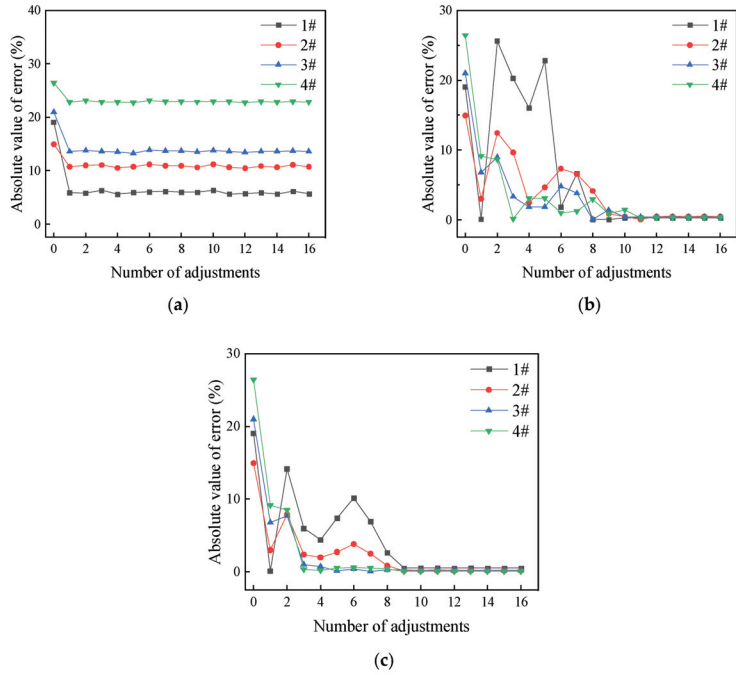 40
30
20
10
0
Absolute value of error (%)
1#
2#
3#
4#
0 2 4 6 8 10 12 14 16
Number of adjustments
(a)
30
20
10
0
Absolute value of error (%)
1#
2#
3#
4#
0 2 4 6 8 10 12 14 16
Number of adjustments
(b)
30
20
10
0
Absolute value of error (%)
1#
2#
3#
4#
0 2 4 6 8 10 12 14 16
Number of adjustments
(c)